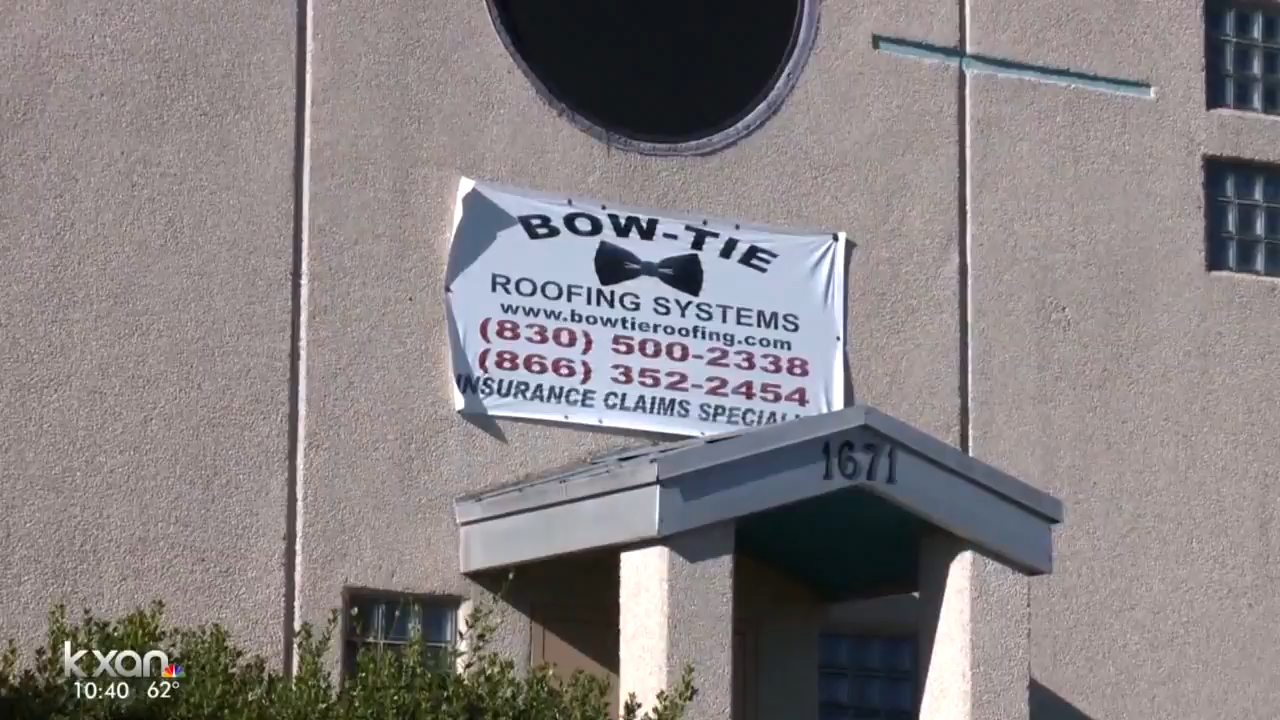 BOW-TIE
ROOFING SYSTEMS
www.bowtieroofing.com
(830) 500-2338
(866) 352-2454
INSURANCE CLAIMS
1671
kxan
10:40 62°